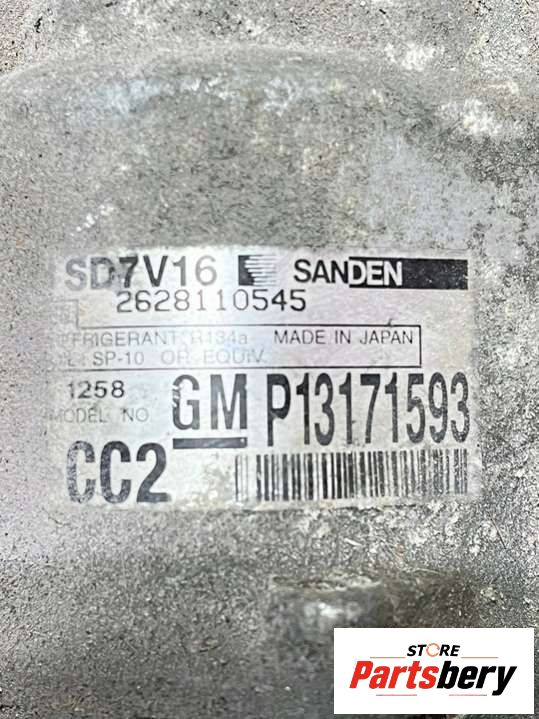 SD7V16 SANDEN
2628110545
REFRIGERANT R134a MADE IN JAPAN
SP-10 OR EQUIV.
1258
MODEL NO
GM P13171593
CC2
STORE
Partsbery